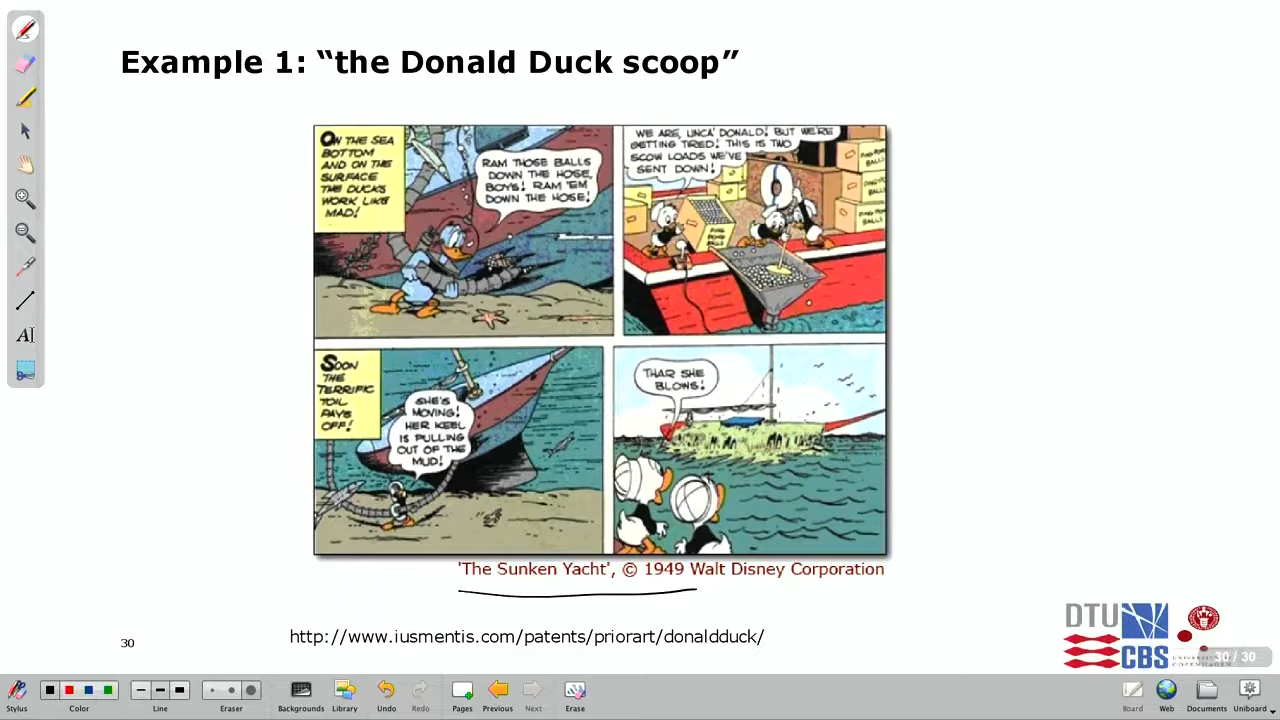 Example 1: “the Donald Duck scoop”
ON THE SEA
BOTTOM
AND ON THE
SURFACE
THE DUCKS
WORK LIKE
MAD!
RAM THOSE BALLS
DOWN THE HOSE,
BOYS! RAM 'EM
DOWN THE HOSE!
WE ARE, UNCA' DONALD! BUT WE'RE
GETTING TIRED! THIS IS TWO
SCOW LOADS WE'VE
SENT DOWN!
PING PONG
BALLS
SOON
THE
TERRIFIC
TOIL
PAYS
OFF!
SHE'S
MOVING!
HER KEEL
IS PULLING
OUT OF THE
MUD!
THAR SHE
BLOWS!
'The Sunken Yacht', © 1949 Walt Disney Corporation
http://www.iusmentis.com/patents/priorart/donaldduck/
30
DTU
CBS
30 / 30
Stylus
Color
Line
Eraser
Backgrounds
Library
Undo
Redo
Pages
Previous
Next
Erase
Board
Web
Documents
Uniboard